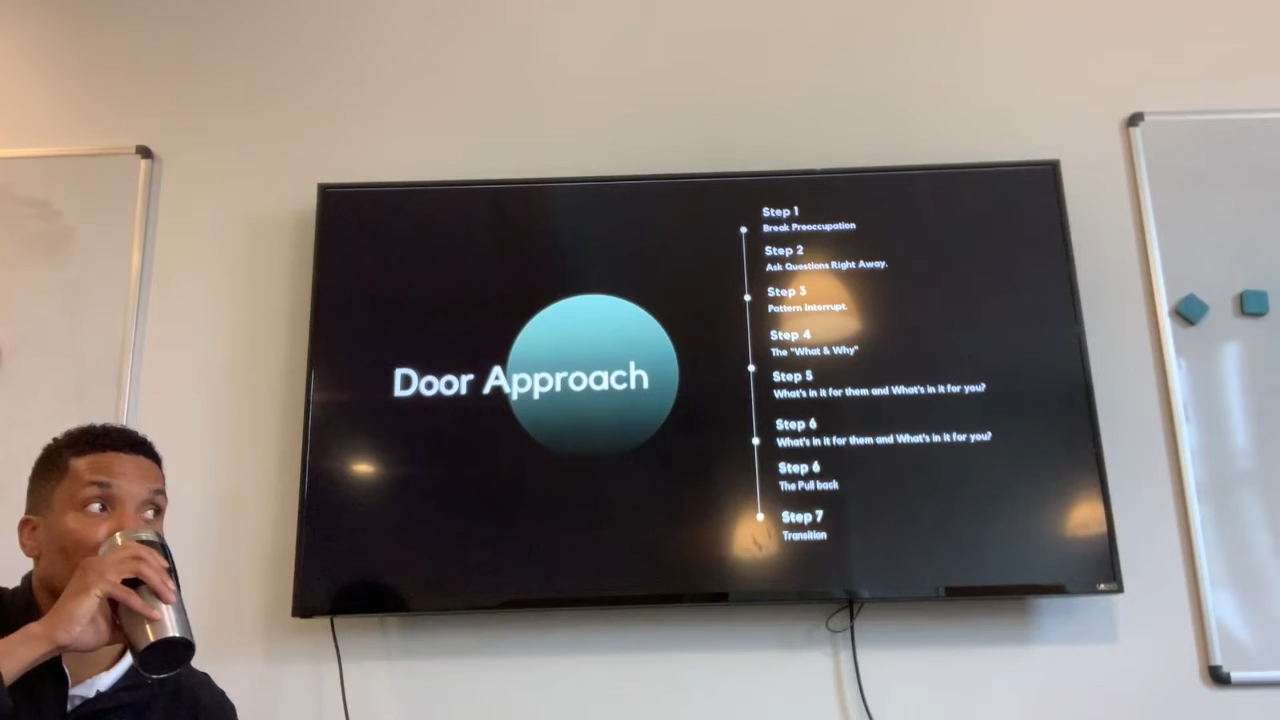 Door Approach
Step 1
Break Preoccupation
Step 2
Ask Questions Right Away.
Step 3
Pattern Interrupt.
Step 4
The "What & Why"
Step 5
What's in it for them and What's in it for you?
Step 6
What's in it for them and What's in it for you?
Step 6
The Pull back
Step 7
Transition
VIZIO